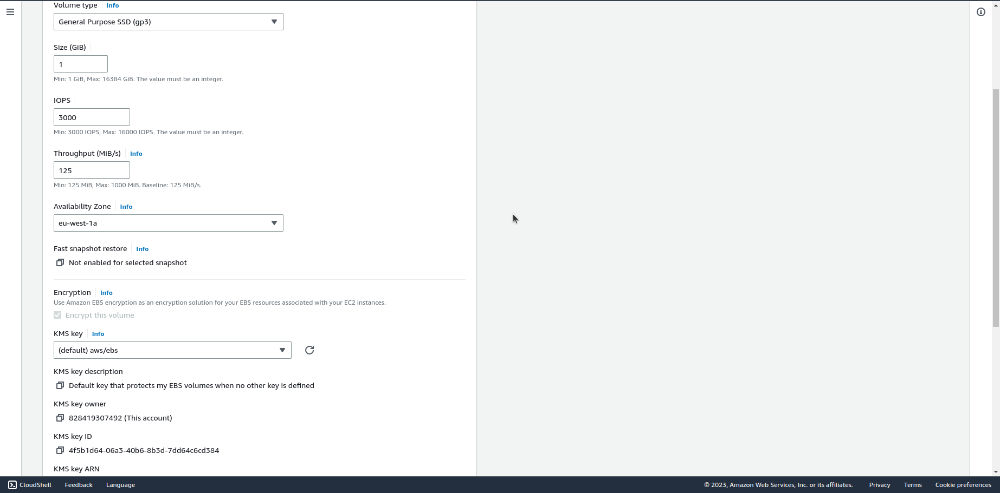 Volume type Info
General Purpose SSD (gp3)
Size (GiB)
1
Min: 1 GiB, Max: 16384 GiB. The value must be an integer.
IOPS
3000
Min: 3000 IOPS, Max: 16000 IOPS. The value must be an integer.
Throughput (MiB/s) Info
125
Min: 125 MiB, Max: 1000 MiB. Baseline: 125 MiB/s.
Availability Zone Info
eu-west-1a
Fast snapshot restore Info
Not enabled for selected snapshot
Encryption Info
Use Amazon EBS encryption as an encryption solution for your EBS resources associated with your EC2 instances.
Encrypt this volume
KMS key Info
(default) aws/ebs
KMS key description
Default key that protects my EBS volumes when no other key is defined
KMS key owner
828419307492 (This account)
KMS key ID
4f5b1d64-06a3-40b6-8b3d-7dd64c6cd384
KMS key ARN
CloudShell Feedback Language © 2023, Amazon Web Services, Inc. or its affiliates. Privacy Terms Cookie preferences